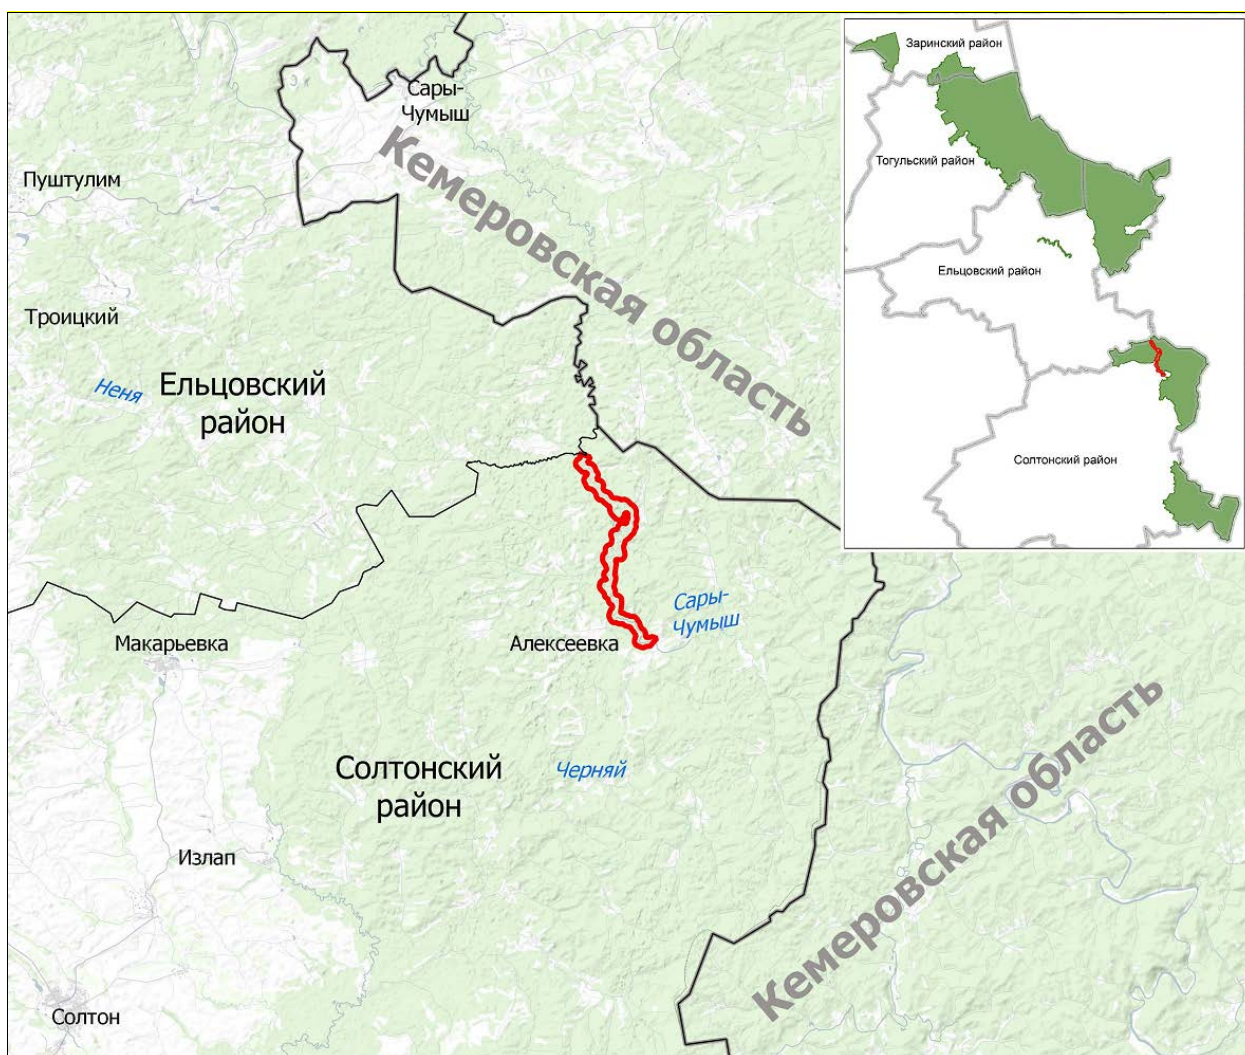 Сары-
Чумыш
Кемеровская область
Пуштулим
Троицкий
Неня
Ельцовский
район
Сары-
Чумыш
Макарьевка
Алексеевка
Солтонский
район
Черняй
Кемеровская область
Излап
Солтон
Заринский район
Тогульский район
Ельцовский район
Солтонский район